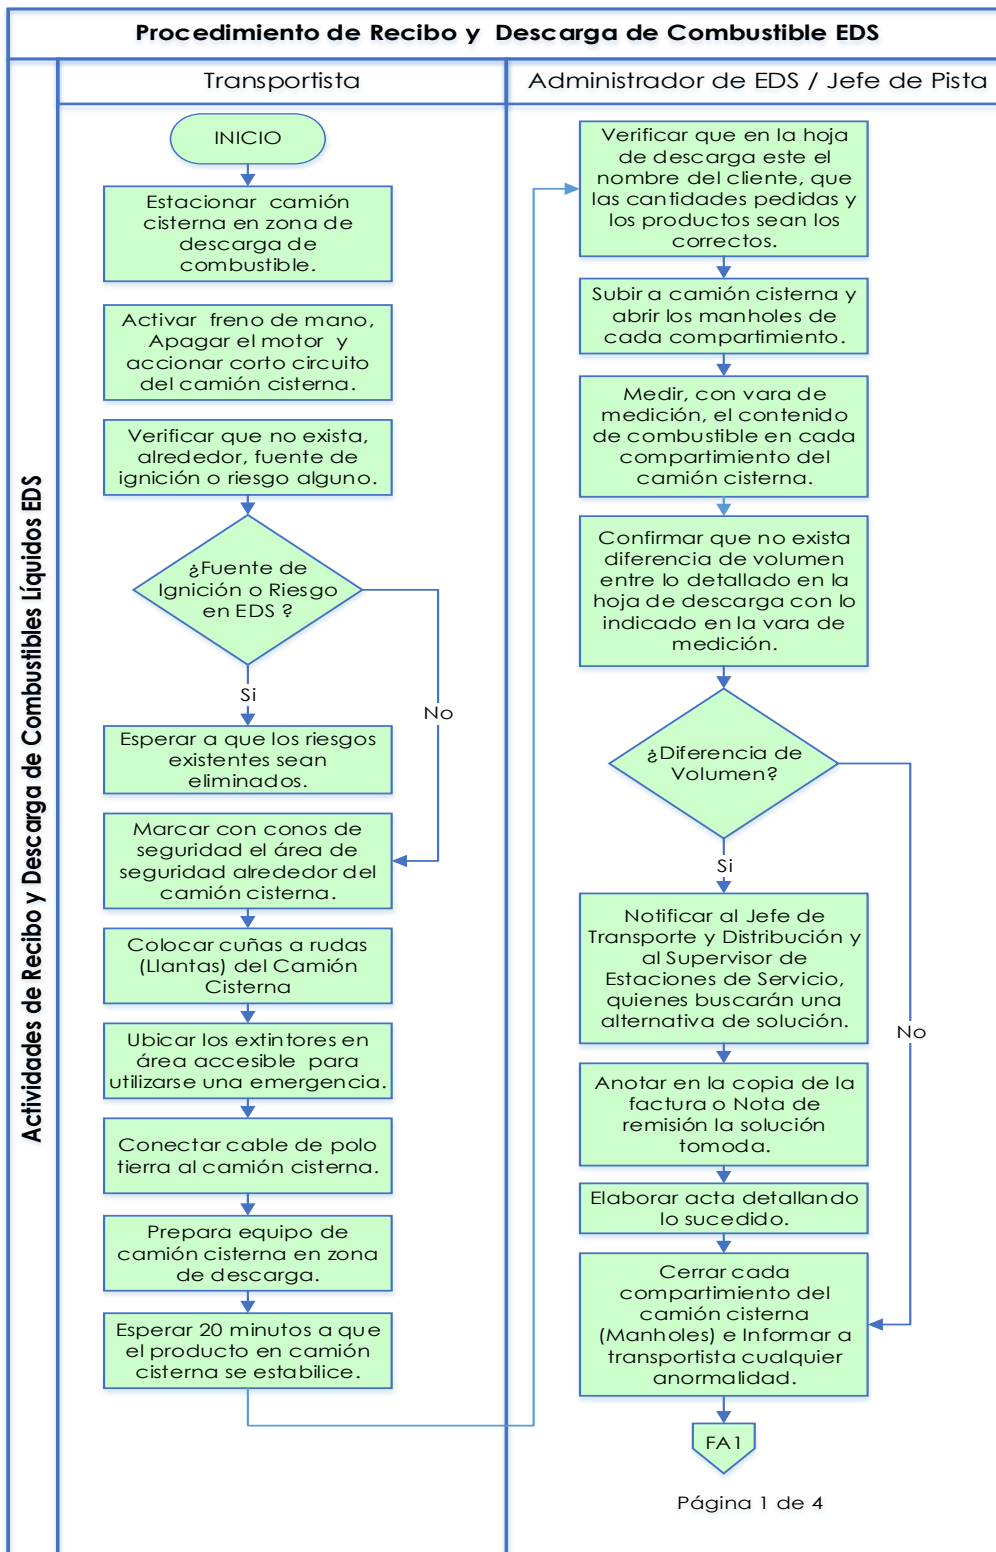 Procedimiento de Recibo y Descarga de Combustible EDS
Actividades de Recibo y Descarga de Combustibles Líquidos EDS
Transportista
INICIO
Estacionar camión
cisterna en zona de
descarga de
combustible.
Activar freno de mano,
Apagar el motor y
accionar corto circuito
del camión cisterna.
Verificar que no exista,
alrededor, fuente de
ignición o riesgo alguno.
¿Fuente de
Ignición o Riesgo
en EDS ?
Si
No
Esperar a que los riesgos
existentes sean
eliminados.
Marcar con conos de
seguridad el área de
seguridad alrededor del
camión cisterna.
Colocar cuñas a rudas
(Llantas) del Camión
Cisterna
Ubicar los extintores en
área accesible para
utilizarse una emergencia.
Conectar cable de polo
tierra al camión cisterna.
Prepara equipo de
camión cisterna en zona
de descarga.
Esperar 20 minutos a que
el producto en camión
cisterna se estabilice.
Administrador de EDS / Jefe de Pista
Verificar que en la hoja
de descarga este el
nombre del cliente, que
las cantidades pedidas y
los productos sean los
correctos.
Subir a camión cisterna y
abrir los manholes de
cada compartimiento.
Medir, con vara de
medición, el contenido
de combustible en cada
compartimiento del
camión cisterna.
Confirmar que no exista
diferencia de volumen
entre lo detallado en la
hoja de descarga con lo
indicado en la vara de
medición.
¿Diferencia de
Volumen?
Si
No
Notificar al Jefe de
Transporte y Distribución y
al Supervisor de
Estaciones de Servicio,
quienes buscarán una
alternativa de solución.
Anotar en la copia de la
factura o Nota de
remisión la solución
tomoda.
Elaborar acta detallando
lo sucedido.
Cerrar cada
compartimiento del
camión cisterna
(Manholes) e Informar a
transportista cualquier
anormalidad.
FA1
Página 1 de 4